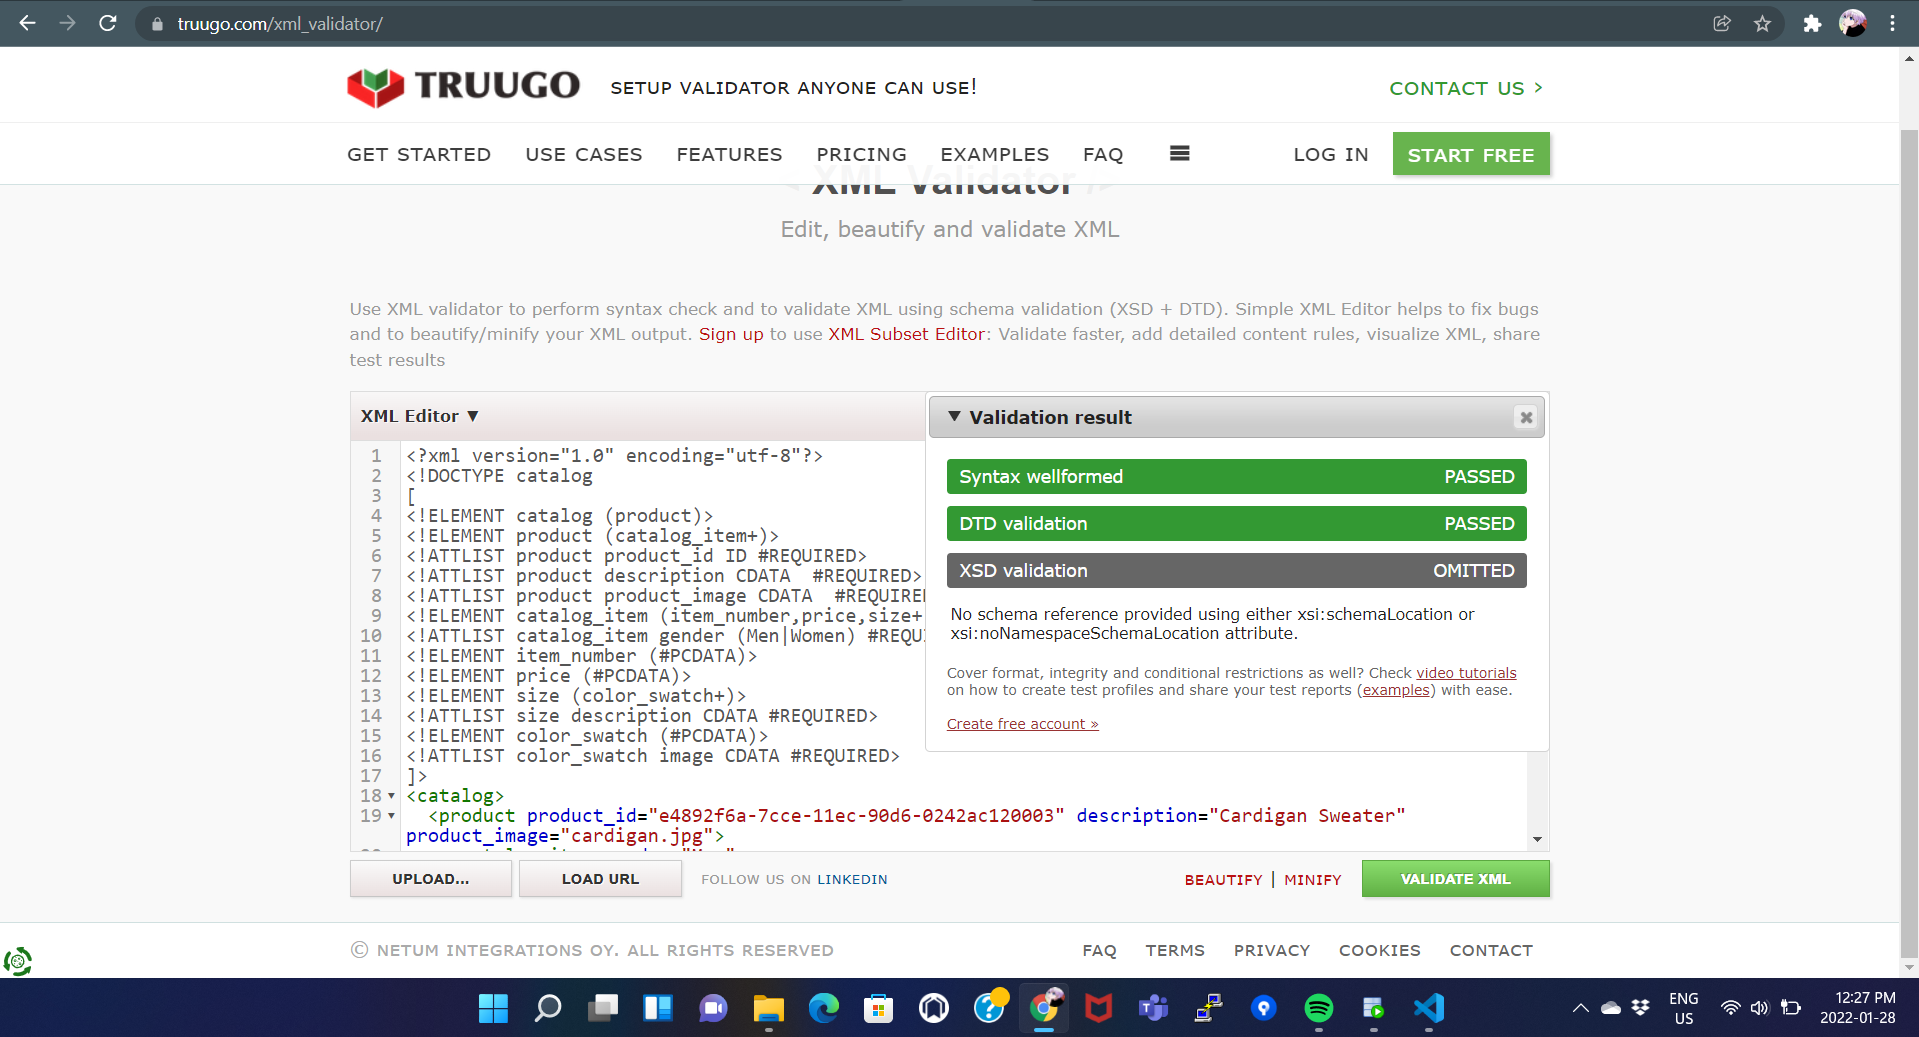 truugo.com/xml_validator/
TRUUGO
SETUP VALIDATOR ANYONE CAN USE!
CONTACT US >
GET STARTED USE CASES FEATURES PRICING EXAMPLES FAQ LOG IN START FREE
< XML Validator />
Edit, beautify and validate XML
Use XML validator to perform syntax check and to validate XML using schema validation (XSD + DTD). Simple XML Editor helps to fix bugs
and to beautify/minify your XML output. Sign up to use XML Subset Editor: Validate faster, add detailed content rules, visualize XML, share
test results
XML Editor ▼
1 <?xml version="1.0" encoding="utf-8"?>
2 <!DOCTYPE catalog
3 [
4 <!ELEMENT catalog (product)>
5 <!ELEMENT product (catalog_item+)>
6 <!ATTLIST product product_id ID #REQUIRED>
7 <!ATTLIST product description CDATA  #REQUIRED>
8 <!ATTLIST product product_image CDATA  #REQUIRE
9 <!ELEMENT catalog_item (item_number,price,size+
10 <!ATTLIST catalog_item gender (Men|Women) #REQU
11 <!ELEMENT item_number (#PCDATA)>
12 <!ELEMENT price (#PCDATA)>
13 <!ELEMENT size (color_swatch+)>
14 <!ATTLIST size description CDATA #REQUIRED>
15 <!ELEMENT color_swatch (#PCDATA)>
16 <!ATTLIST color_swatch image CDATA #REQUIRED>
17 ]>
18 <catalog>
19 <product product_id="e4892f6a-7cce-11ec-90d6-0242ac120003" description="Cardigan Sweater"
product_image="cardigan.jpg">
▼ Validation result
Syntax wellformed PASSED
DTD validation PASSED
XSD validation OMITTED
No schema reference provided using either xsi:schemaLocation or
xsi:noNamespaceSchemaLocation attribute.
Cover format, integrity and conditional restrictions as well? Check video tutorials
on how to create test profiles and share your test reports (examples) with ease.
Create free account »
UPLOAD... LOAD URL FOLLOW US ON LINKEDIN BEAUTIFY | MINIFY VALIDATE XML
© NETUM INTEGRATIONS OY. ALL RIGHTS RESERVED FAQ TERMS PRIVACY COOKIES CONTACT
ENG
US
12:27 PM
2022-01-28